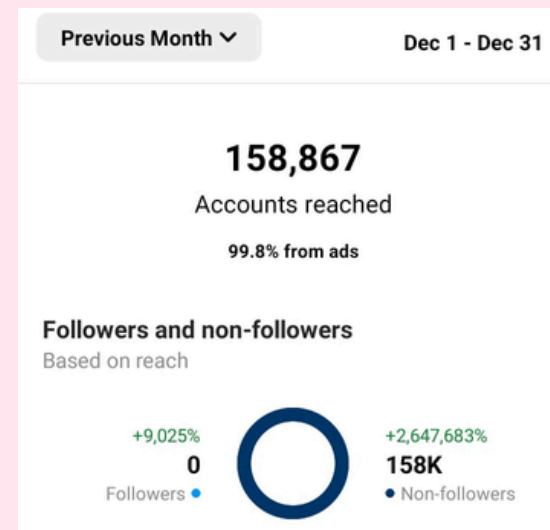 Previous Month
Dec 1 - Dec 31
158,867
Accounts reached
99.8% from ads
Followers and non-followers
Based on reach
+9,025%
0
Followers
+2,647,683%
158K
Non-followers